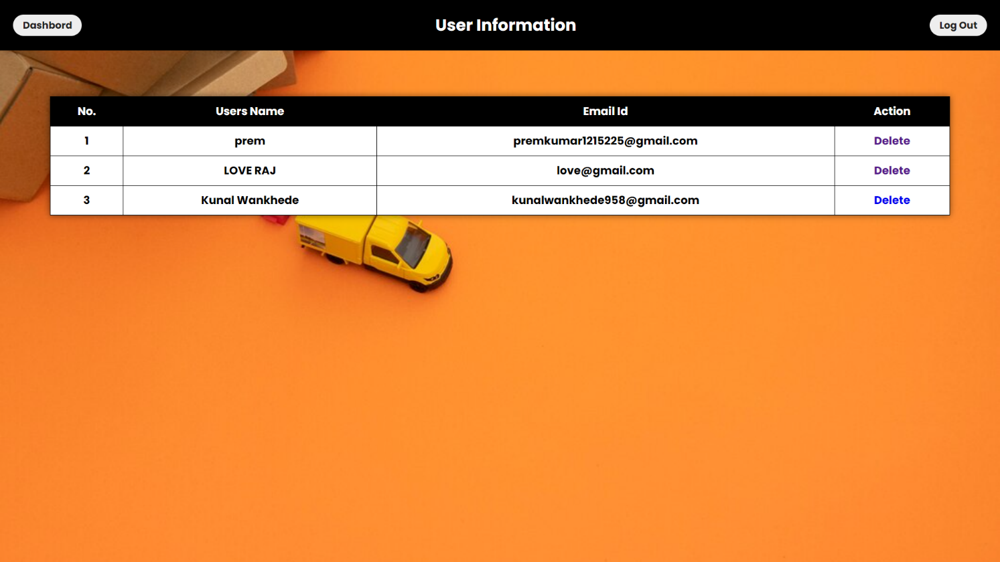 Dashbord User Information Log Out
No. Users Name Email Id Action
1 prem premkumar1215225@gmail.com Delete
2 LOVE RAJ love@gmail.com Delete
3 Kunal Wankhede kunalwankhede958@gmail.com Delete